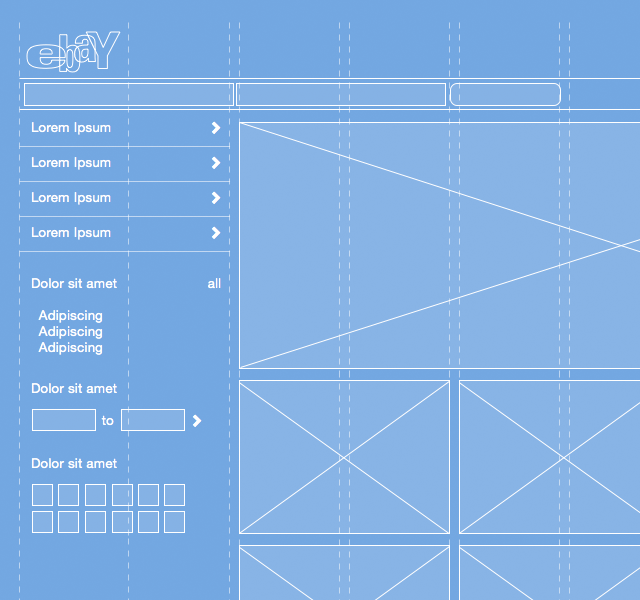 ebaY
Lorem Ipsum
Lorem Ipsum
Lorem Ipsum
Lorem Ipsum
Dolor sit amet all
Adipiscing
Adipiscing
Adipiscing
Dolor sit amet
to
Dolor sit amet